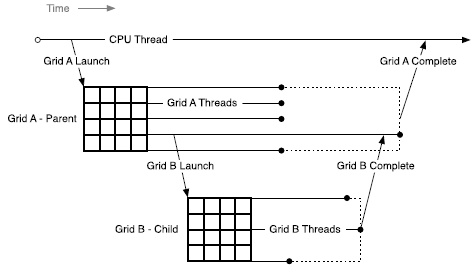 Time
CPU Thread
Grid A Launch
Grid A Complete
Grid A Threads
Grid A - Parent
Grid B Launch
Grid B Complete
Grid B - Child
Grid B Threads